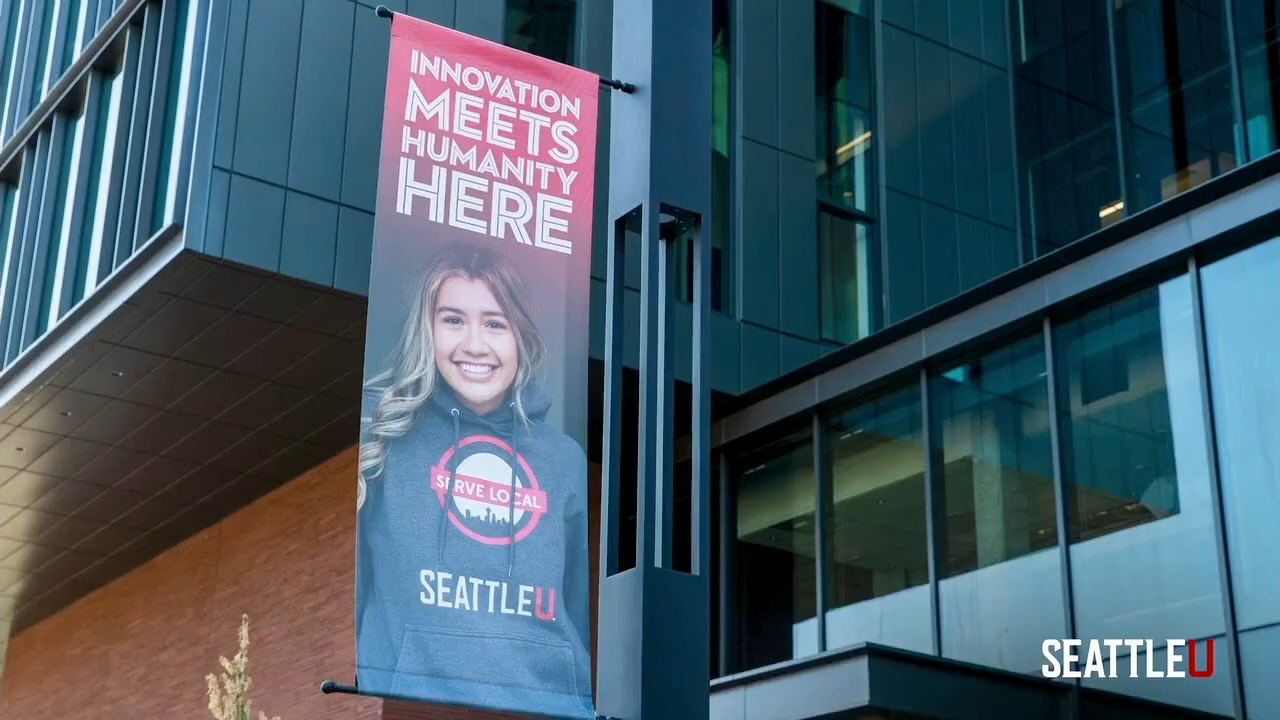 INNOVATION
MEETS
HUMANITY
HERE
SERVE LOCAL
SEATTLEU
SEATTLEU